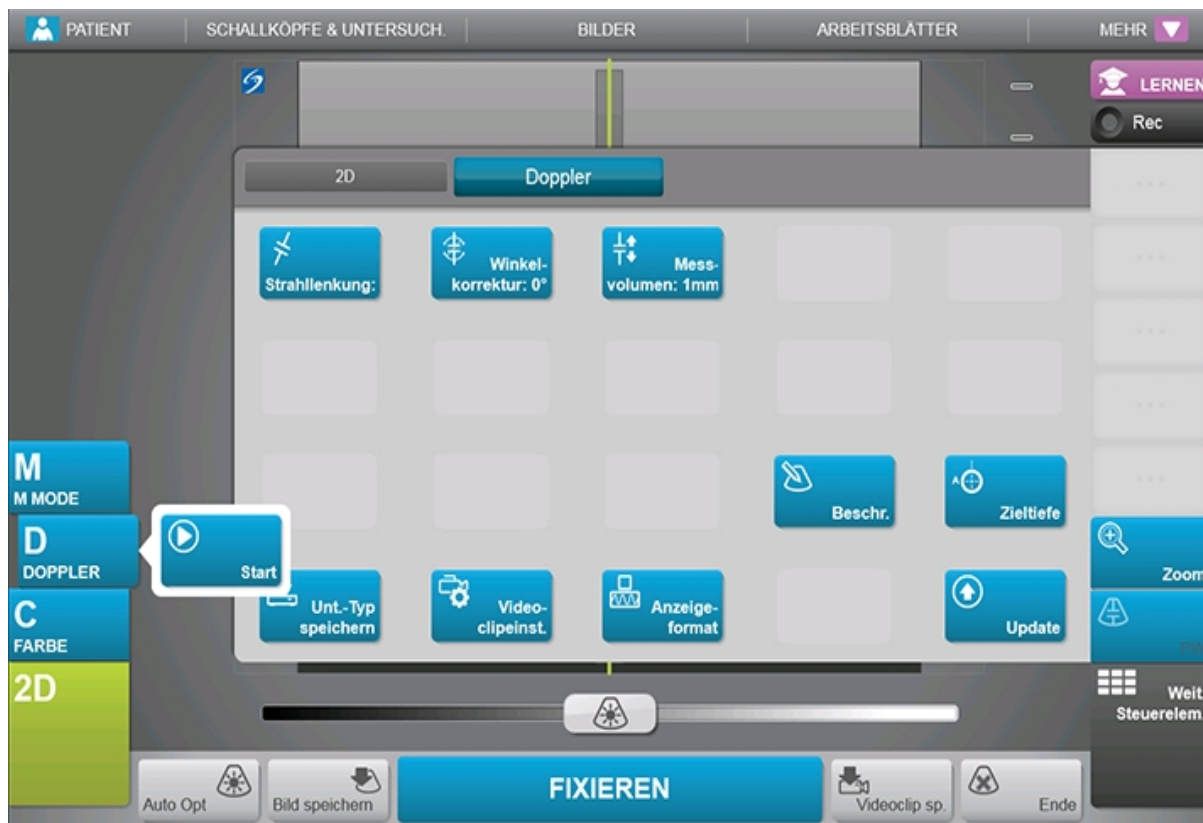 PATIENT
SCHALLKÖPFE & UNTERSUCH.
BILDER
ARBEITSBLÄTTER
MEHR
LERNEN
Rec
2D
Doppler
Strahllenkung:
Winkel-
korrektur: 0°
Mess-
volumen: 1mm
M
M MODE
D
DOPPLER
Start
C
FARBE
2D
Beschr.
A
Zieltiefe
Unt.-Typ
speichern
Video-
clipeinst.
Anzeige-
format
Update
Zoom
Weit.
Steuerelem.
Auto Opt
Bild speichern
FIXIEREN
Videoclip sp.
Ende